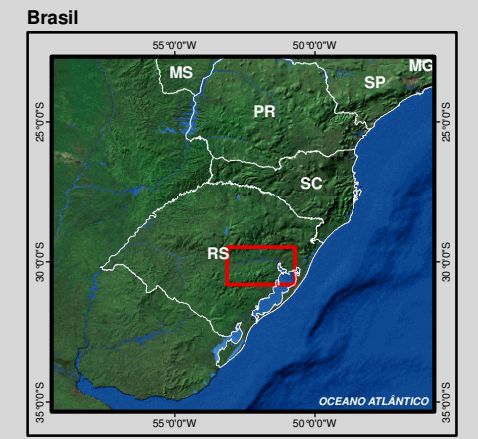 Brasil
55°0'0"W 50°0'0"W
MG
MS
SP
PR
25°0'0"S 25°0'0"S
SC
RS
30°0'0"S 30°0'0"S
OCEANO ATLÂNTICO
35°0'0"S 35°0'0"S
55°0'0"W 50°0'0"W